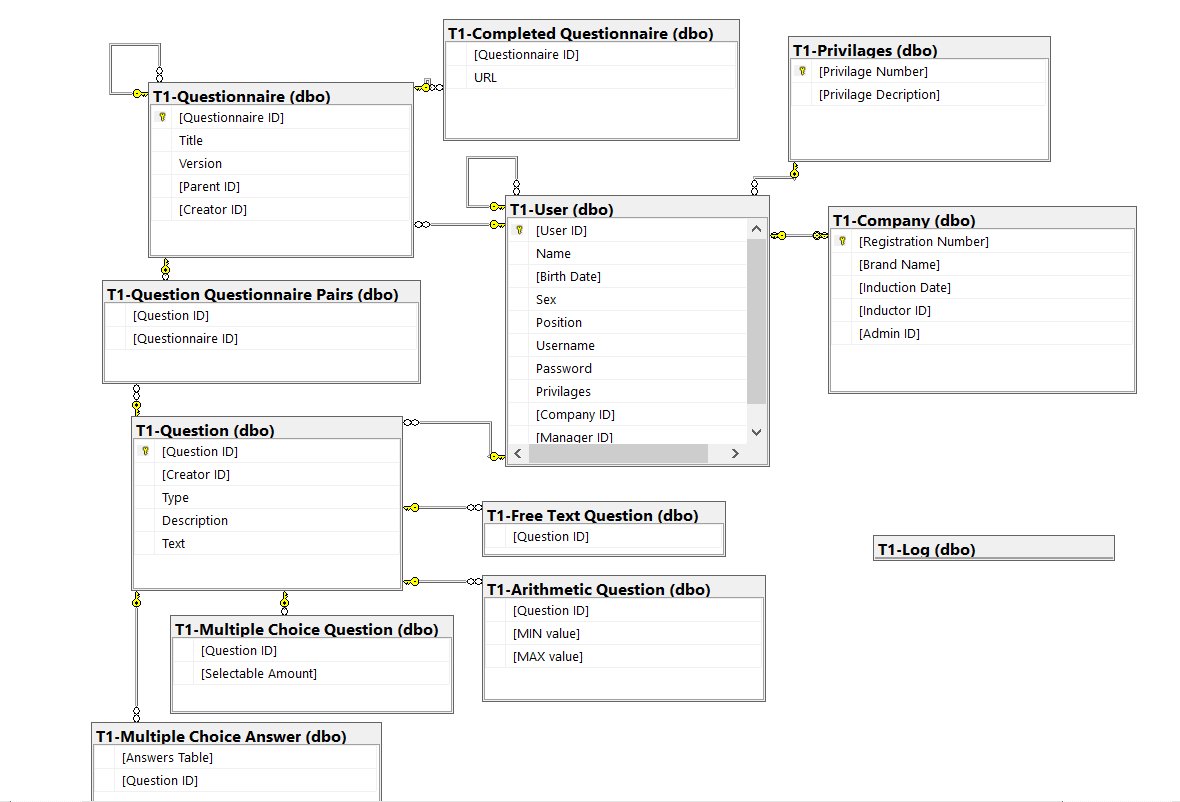 T1-Completed Questionnaire (dbo)
[Questionnaire ID]
URL
T1-Privilages (dbo)
[Privilage Number]
[Privilage Decription]
T1-Questionnaire (dbo)
[Questionnaire ID]
Title
Version
[Parent ID]
[Creator ID]
T1-User (dbo)
[User ID]
Name
[Birth Date]
Sex
Position
Username
Password
Privilages
[Company ID]
[Manager ID]
T1-Company (dbo)
[Registration Number]
[Brand Name]
[Induction Date]
[Inductor ID]
[Admin ID]
T1-Question Questionnaire Pairs (dbo)
[Question ID]
[Questionnaire ID]
T1-Question (dbo)
[Question ID]
[Creator ID]
Type
Description
Text
T1-Free Text Question (dbo)
[Question ID]
T1-Log (dbo)
T1-Arithmetic Question (dbo)
[Question ID]
[MIN value]
[MAX value]
T1-Multiple Choice Question (dbo)
[Question ID]
[Selectable Amount]
T1-Multiple Choice Answer (dbo)
[Answers Table]
[Question ID]